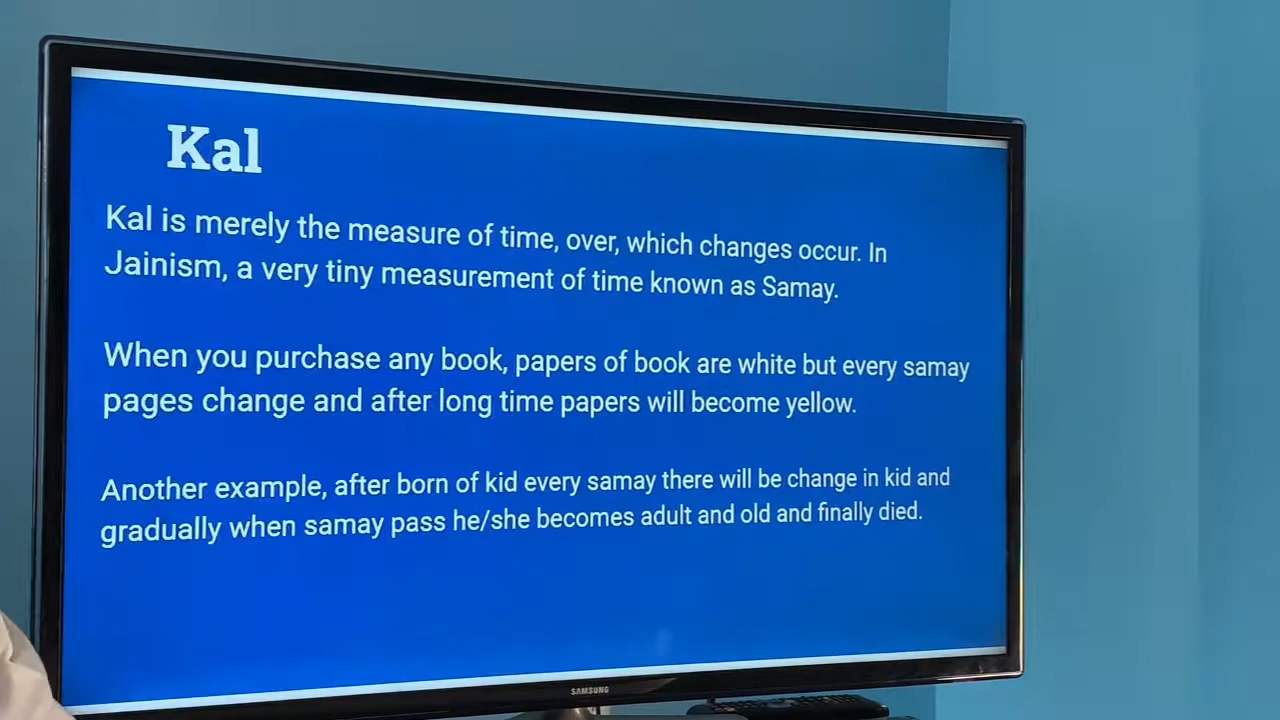 Kal
Kal is merely the measure of time, over, which changes occur. In
Jainism, a very tiny measurement of time known as Samay.
When you purchase any book, papers of book are white but every samay
pages change and after long time papers will become yellow.
Another example, after born of kid every samay there will be change in kid and
gradually when samay pass he/she becomes adult and old and finally died.
SAMSUNG